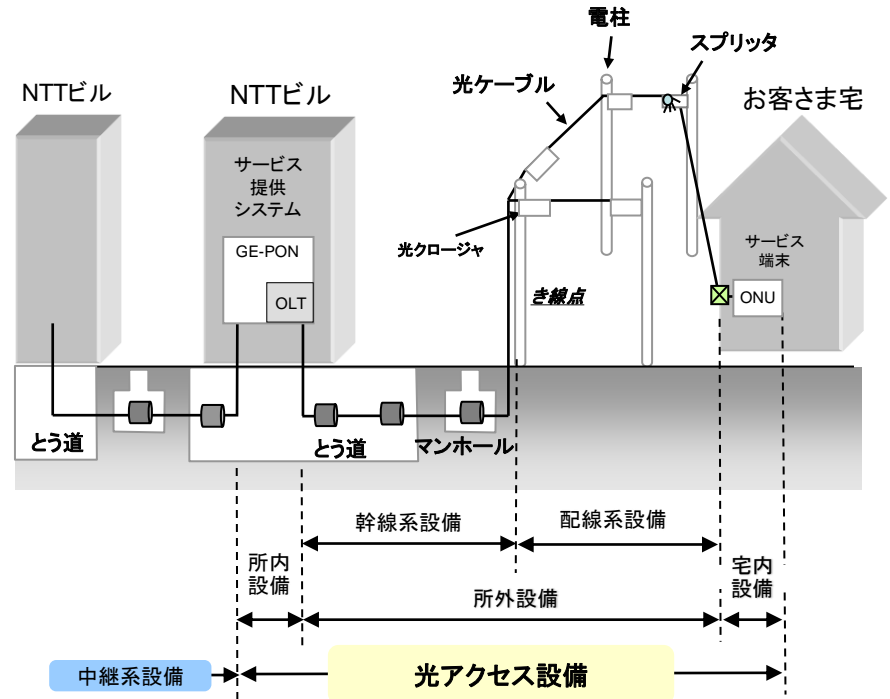 電柱
スプリッタ
光ケーブル
NTTビル
NTTビル
お客さま宅
サービス
提供
システム
GE-PON
OLT
光クロージャ
サービス
端末
ONU
き線点
とう道
とう道
マンホール
幹線系設備
配線系設備
所内
設備
所外設備
宅内
設備
中継系設備
光アクセス設備